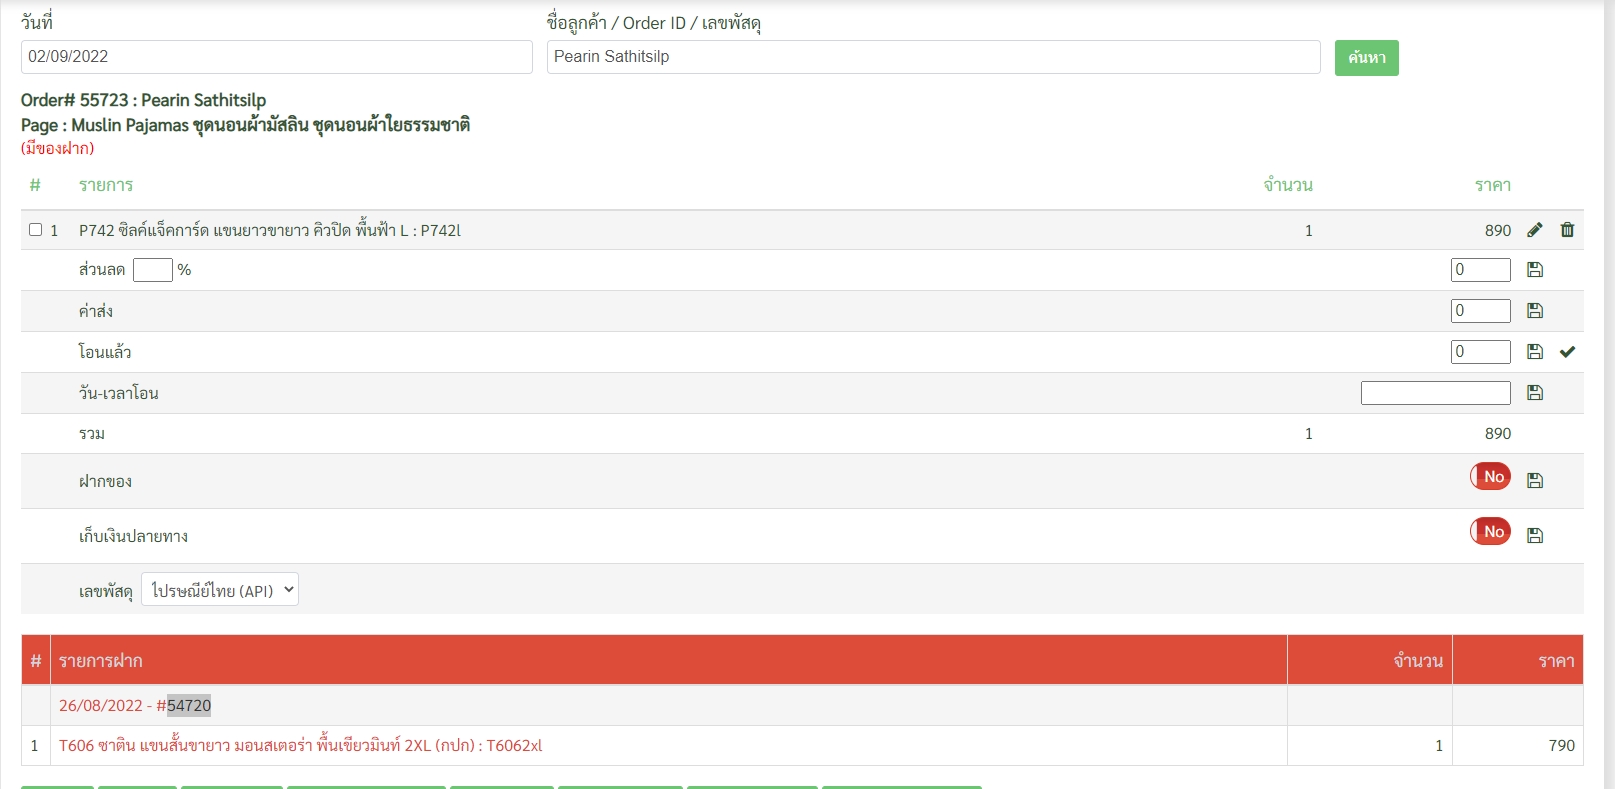 วันที่ ชื่อลูกค้า / Order ID / เลขพัสดุ
02/09/2022 Pearin Sathitsilp ค้นหา
Order# 55723 : Pearin Sathitsilp
Page : Muslin Pajamas ชุดนอนผ้ามัสลิน ชุดนอนผ้าใยธรรมชาติ
(มีของฝาก)
# รายการ จำนวน ราคา
1 P742 ซิลค์แจ็คการ์ด แขนยาวขายาว คิวปิด พื้นฟ้า L : P742l 1 890
ส่วนลด % 0
ค่าส่ง 0
โอนแล้ว 0
วัน-เวลาโอน
รวม 1 890
ฝากของ No
เก็บเงินปลายทาง No
เลขพัสดุ ไปรษณีย์ไทย (API)
# รายการฝาก จำนวน ราคา
26/08/2022 - #54720
1 T606 ซาติน แขนสั้นขายาว มอนสเตอร่า พื้นเขียวมินท์ 2XL (กปก) : T6062xl 1 790